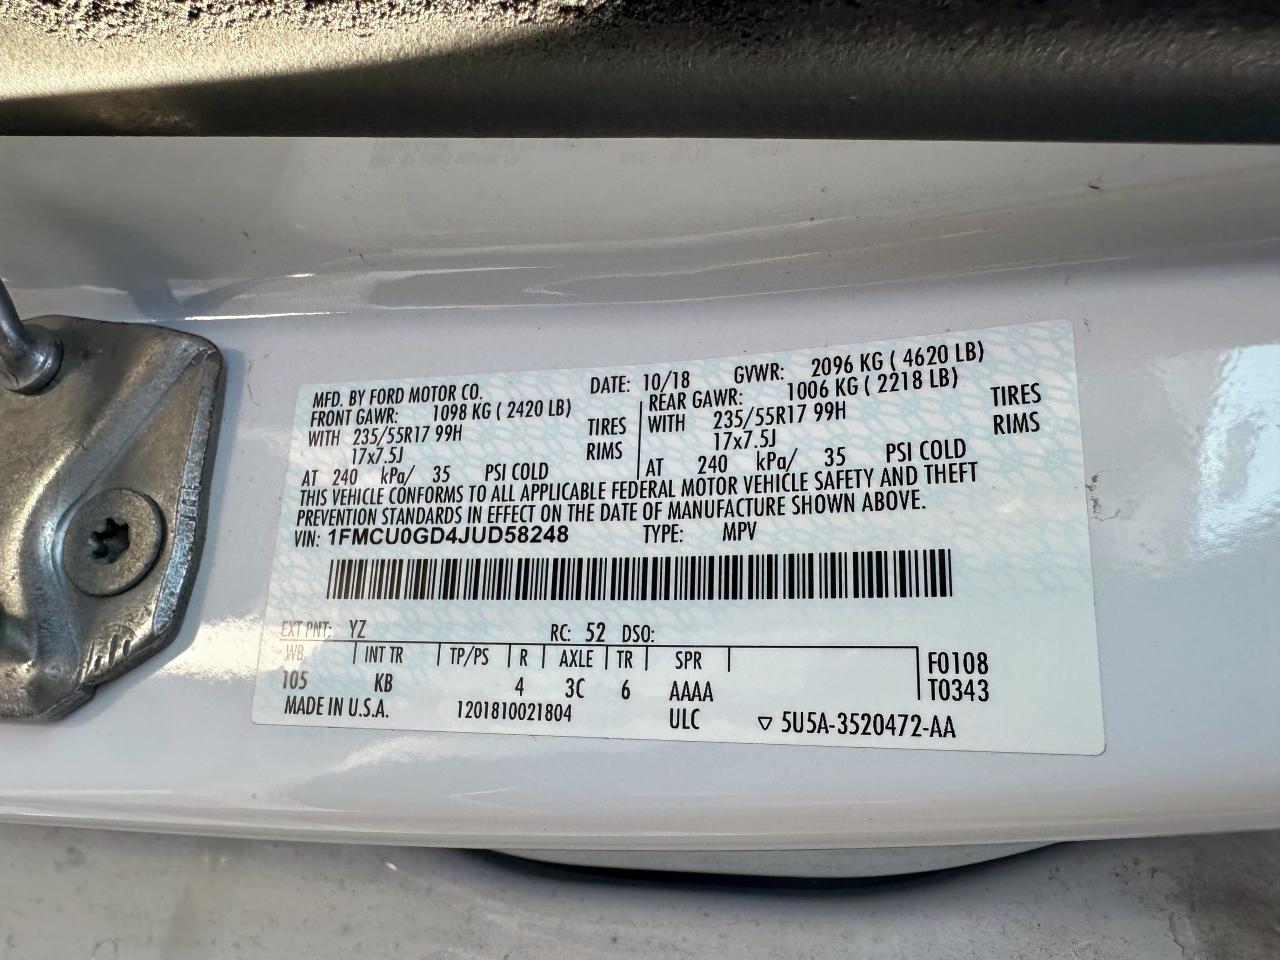 MFD. BY FORD MOTOR CO. DATE: 10/18 GVWR: 2096 KG ( 4620 LB)
FRONT GAWR: 1098 KG ( 2420 LB) REAR GAWR: 1006 KG ( 2218 LB)
WITH 235/55R17 99H TIRES WITH 235/55R17 99H TIRES
17x7.5J RIMS 17x7.5J RIMS
AT 240 kPa/ 35 PSI COLD AT 240 kPa/ 35 PSI COLD
THIS VEHICLE CONFORMS TO ALL APPLICABLE FEDERAL MOTOR VEHICLE SAFETY AND THEFT
PREVENTION STANDARDS IN EFFECT ON THE DATE OF MANUFACTURE SHOWN ABOVE.
VIN: 1FMCU0GD4JUD58248 TYPE: MPV
EXT PNT: YZ RC: 52 DSO:
WB INT TR TP/PS R AXLE TR SPR F0108
105 KB 4 3C 6 AAAA T0343
MADE IN U.S.A. 1201810021804 ULC ▽ 5U5A-3520472-AA